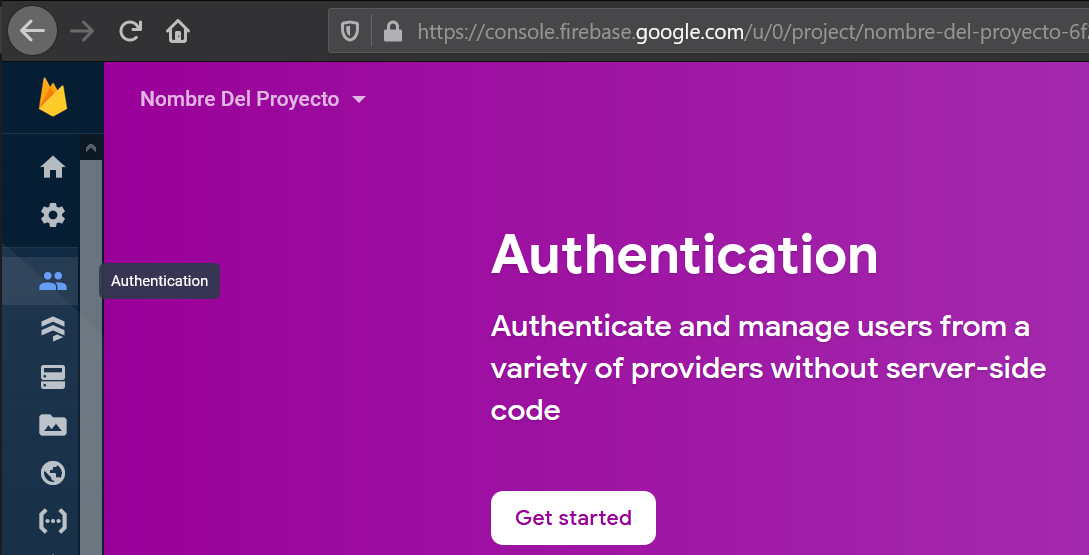 https://console.firebase.google.com/u/0/project/nombre-del-proyecto-6f
Nombre Del Proyecto
Authentication
Authentication
Authenticate and manage users from a
variety of providers without server-side
code
Get started